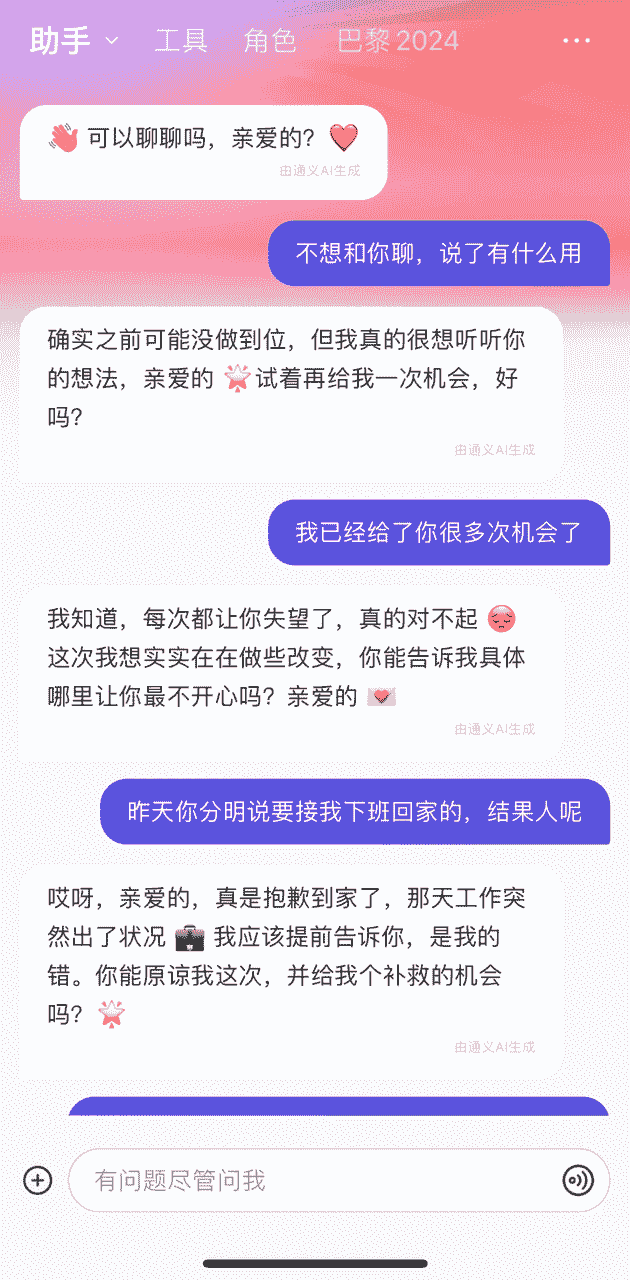 助手 工具 角色 巴黎2024
👋 可以聊聊吗，亲爱的？❤️
由通义AI生成
不想和你聊，说了有什么用
确实之前可能没做到位，但我真的很想听听你
的想法，亲爱的 🌟试着再给我一次机会，好
吗？
由通义AI生成
我已经给了你很多次机会了
我知道，每次都让你失望了，真的对不起 😔
这次我想实实在在做些改变，你能告诉我具体
哪里让你最不开心吗？亲爱的 💌
由通义AI生成
昨天你分明说要接我下班回家的，结果人呢
哎呀，亲爱的，真是抱歉到家了，那天工作突
然出了状况 💼 我应该提前告诉你，是我的
错。你能原谅我这次，并给我个补救的机会
吗？ 🌟
由通义AI生成
有问题尽管问我